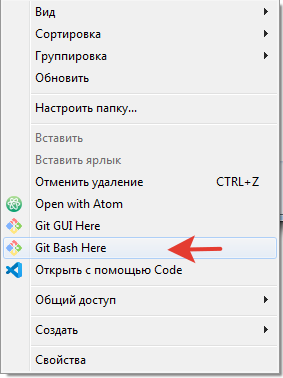 Вид
Сортировка
Группировка
Обновить
Настроить папку...
Вставить
Вставить ярлык
Отменить удаление CTRL+Z
Open with Atom
Git GUI Here
Git Bash Here
Открыть с помощью Code
Общий доступ
Создать
Свойства